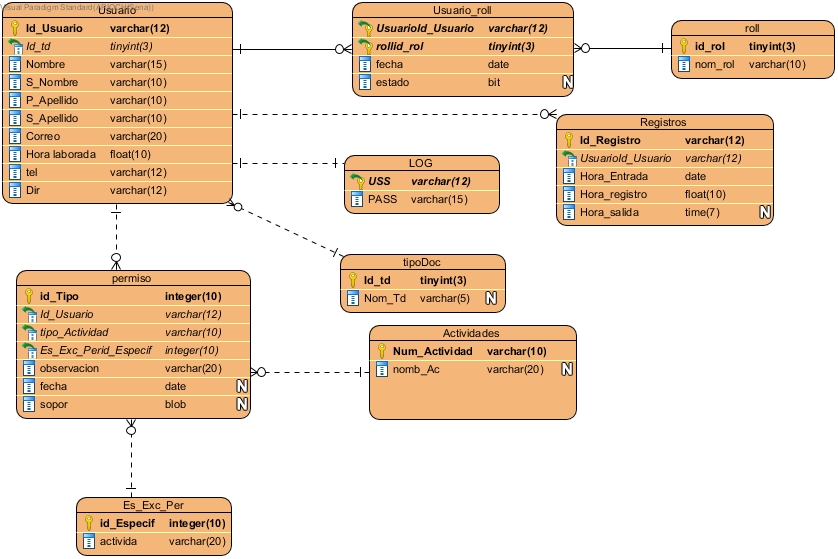 Visual Paradigm Standard(
Usuario
Id_Usuario varchar(12)
Id_td tinyint(3)
Nombre varchar(15)
S_Nombre varchar(10)
P_Apellido varchar(10)
S_Apellido varchar(10)
Correo varchar(20)
Hora laborada float(10)
tel varchar(12)
Dir varchar(12)
Usuario_roll
UsuarioId_Usuario varchar(12)
rollid_rol tinyint(3)
fecha date
estado bit N
roll
id_rol tinyint(3)
nom_rol varchar(10)
Registros
Id_Registro varchar(12)
UsuarioId_Usuario varchar(12)
Hora_Entrada date
Hora_registro float(10)
Hora_salida time(7) N
LOG
USS varchar(12)
PASS varchar(15)
tipoDoc
Id_td tinyint(3)
Nom_Td varchar(5) N
permiso
id_Tipo integer(10)
Id_Usuario varchar(12)
tipo_Actividad varchar(10)
Es_Exc_Perid_Especif integer(10)
observacion varchar(20)
fecha date N
sopor blob N
Actividades
Num_Actividad varchar(10)
nomb_Ac varchar(20) N
Es_Exc_Per
id_Especif integer(10)
activida varchar(20)